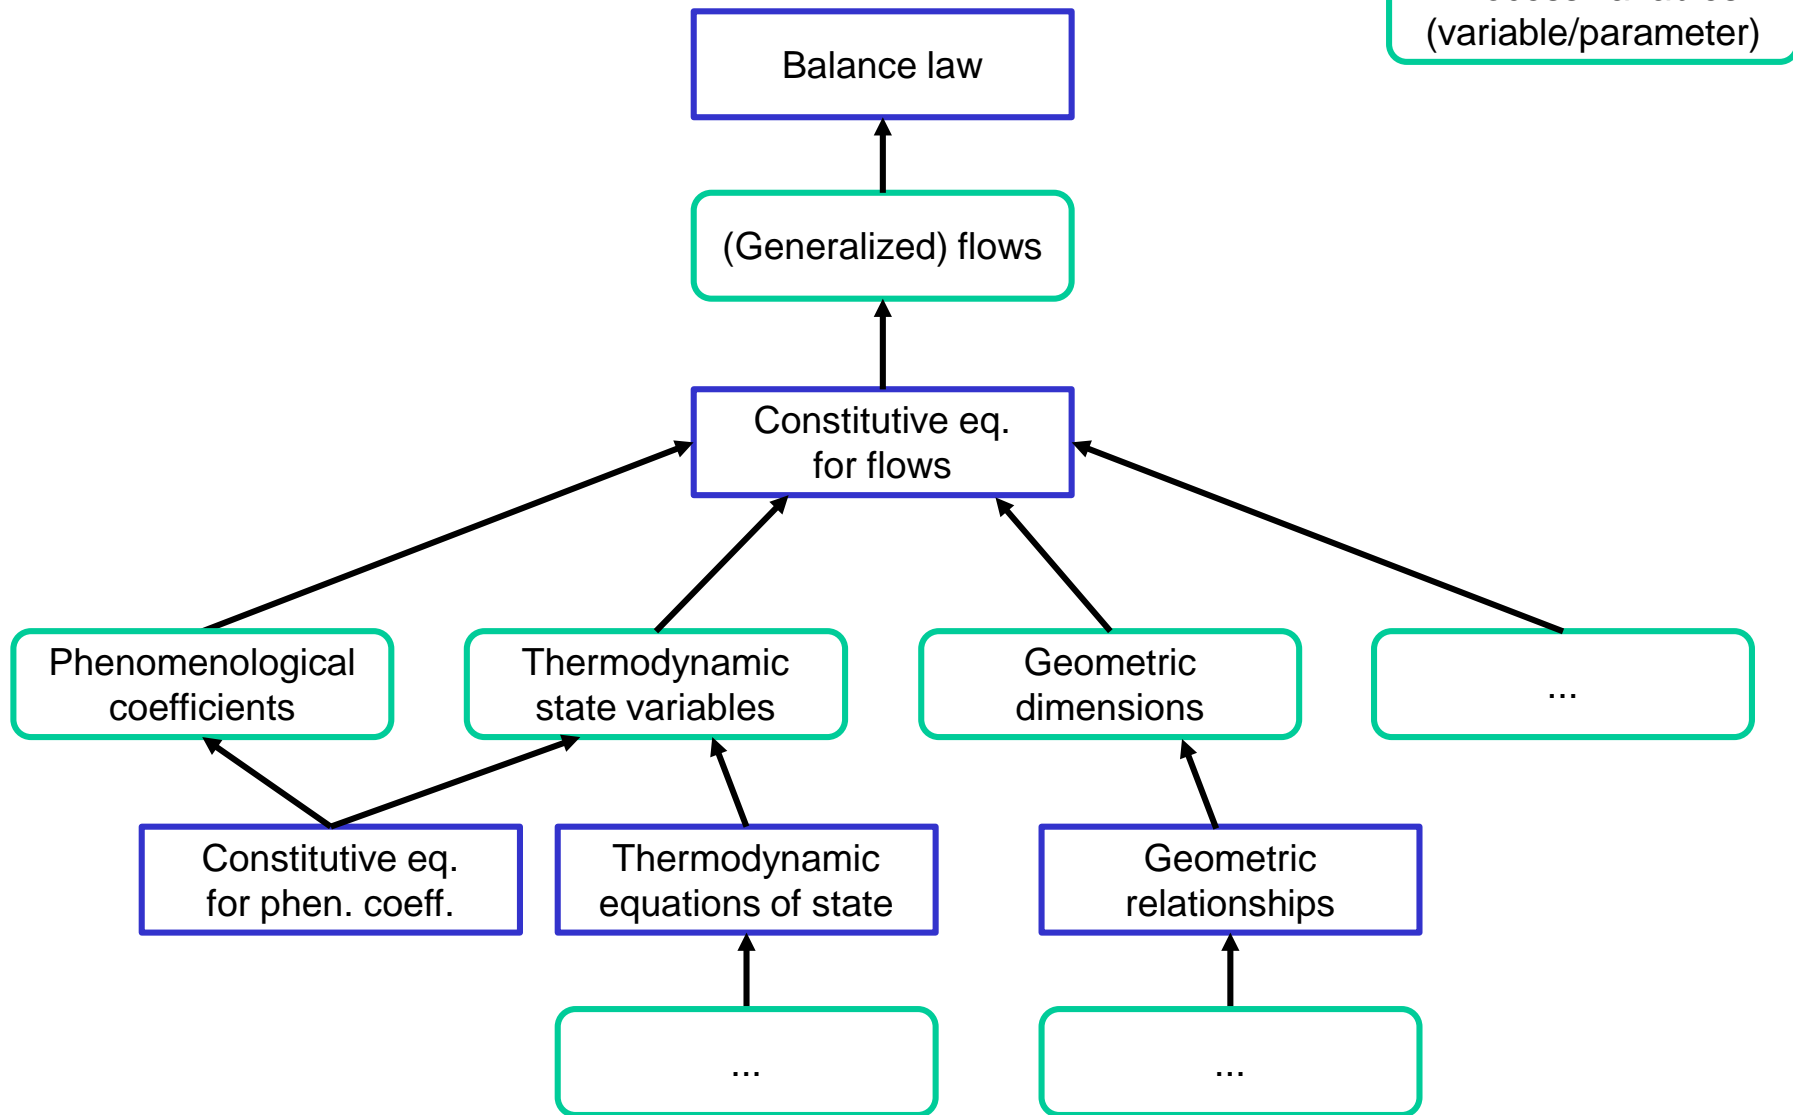 (variable/parameter)
Balance law
(Generalized) flows
Constitutive eq.
for flows
Phenomenological
coefficients
Thermodynamic
state variables
Geometric
dimensions
...
Constitutive eq.
for phen. coeff.
Thermodynamic
equations of state
Geometric
relationships
...
...